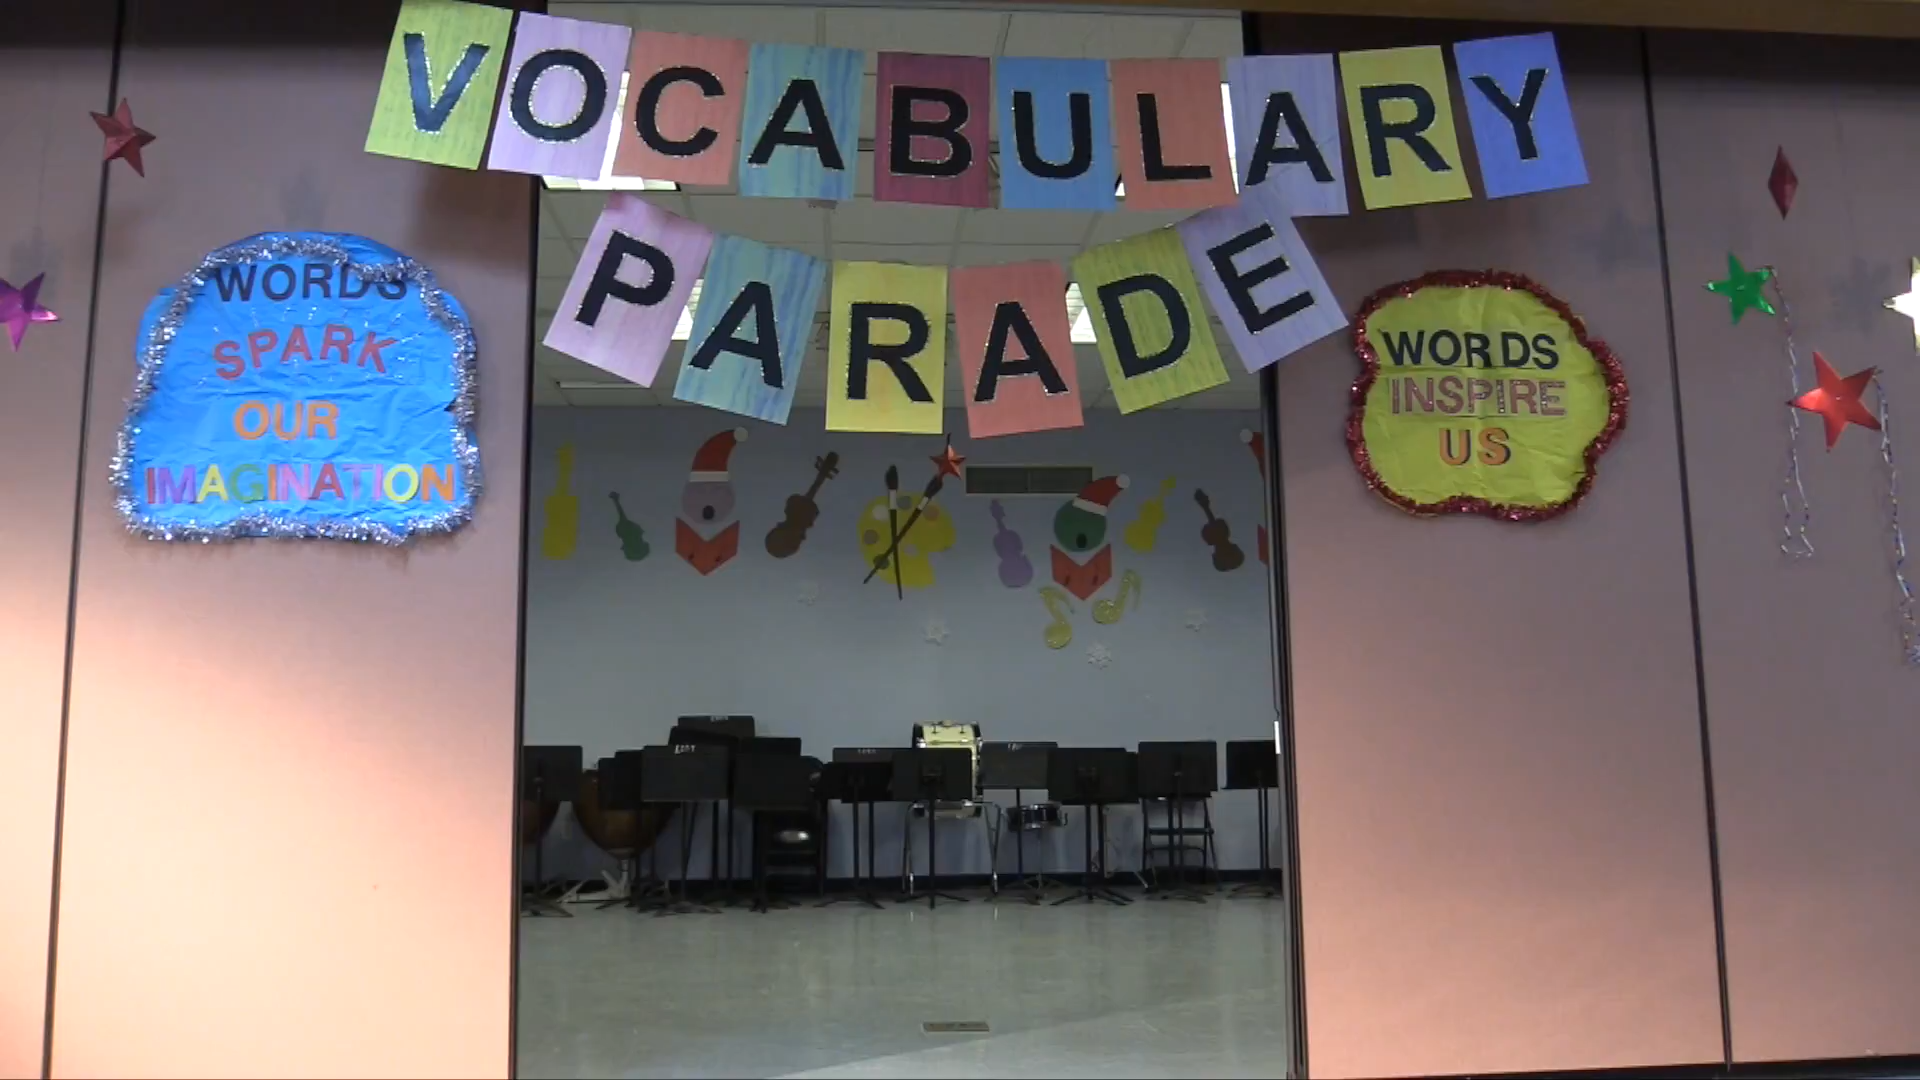 VOCABULARY
PARADE
WORDS
SPARK
OUR
IMAGINATION
WORDS
INSPIRE
US